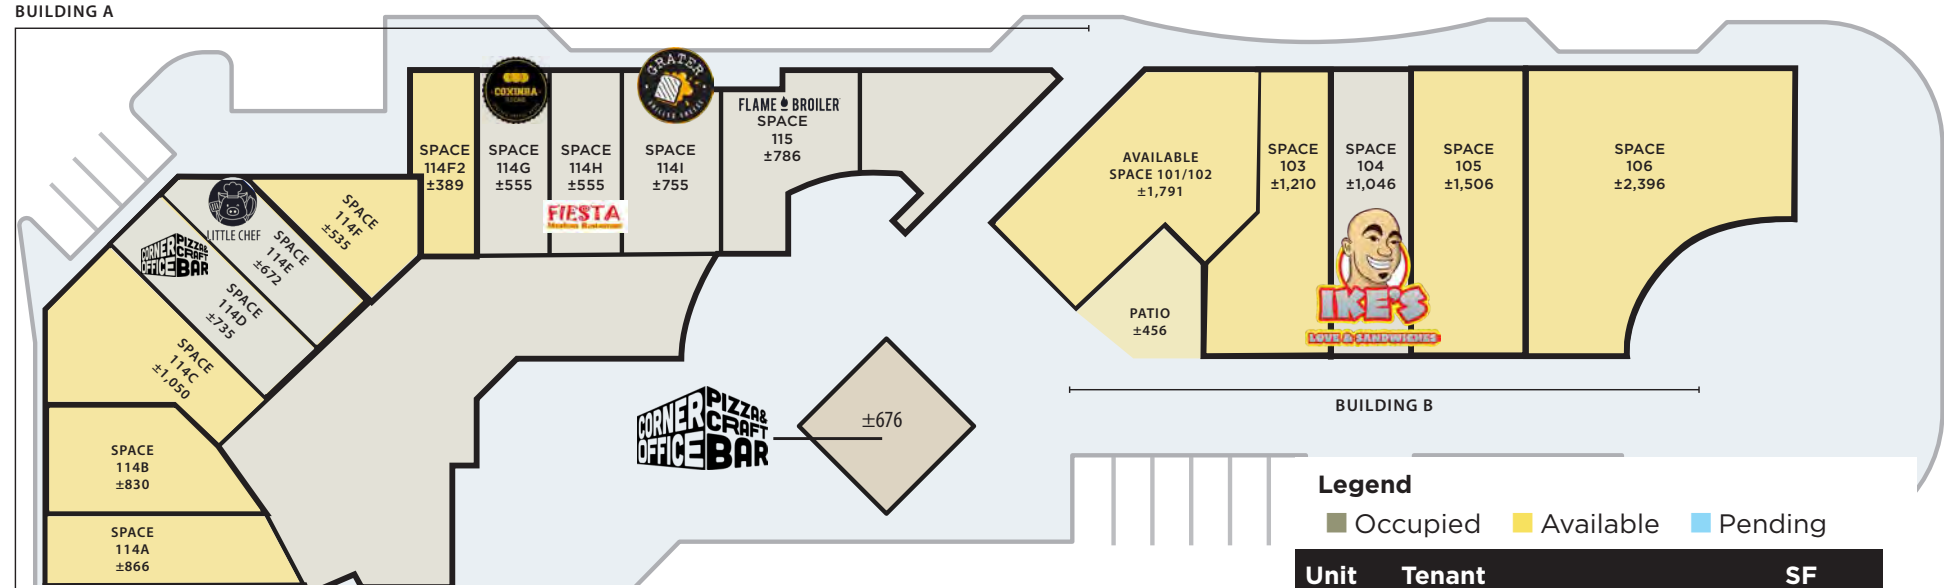 BUILDING A
COXINHA
GRATER
GRILLED CHEESE
FLAME BROILER
SPACE
115
±786
SPACE
114F2
±389
SPACE
114G
±555
SPACE
114H
±555
SPACE
114I
±755
FIESTA
AVAILABLE
SPACE 101/102
±1,791
SPACE
103
±1,210
SPACE
104
±1,046
SPACE
105
±1,506
SPACE
106
±2,396
LITTLE CHEF
SPACE
114F
±535
SPACE
114E
±672
CORNER OFFICE
PIZZA & CRAFT BAR
SPACE
114D
±735
SPACE
114C
±1,050
PATIO
±456
IKE'S
LOVE & SANDWICHES
BUILDING B
CORNER OFFICE
PIZZA & CRAFT BAR
±676
SPACE
114B
±830
SPACE
114A
±866
Legend
Occupied Available Pending
Unit Tenant SF